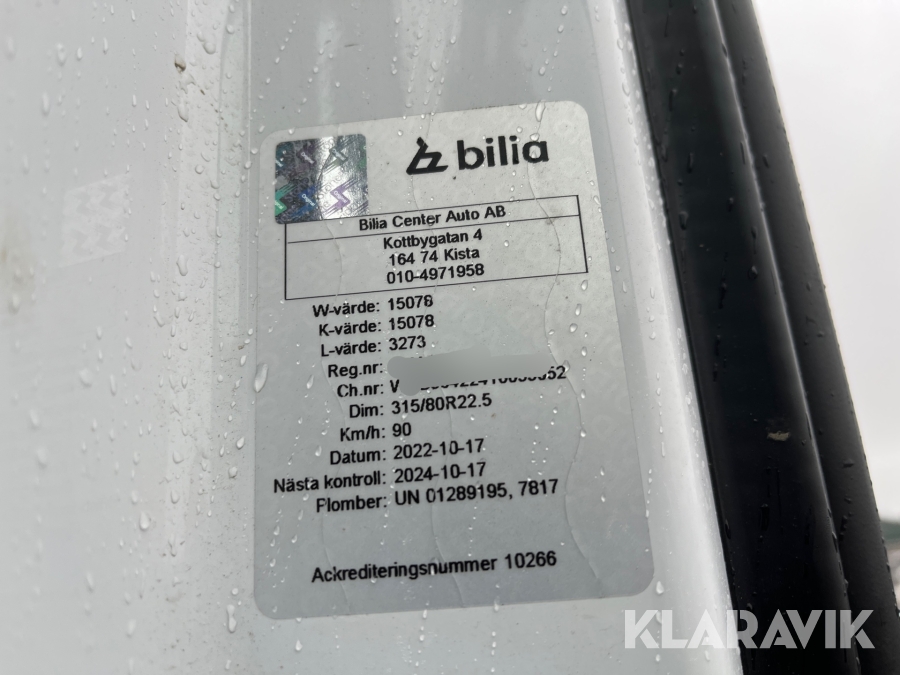 bilia
Bilia Center Auto AB
Kottbygatan 4
164 74 Kista
010-4971958
W-värde: 15078
K-värde: 15078
L-värde: 3273
Reg.nr:
Ch.nr:
Dim: 315/80R22.5
Km/h: 90
Datum: 2022-10-17
Nästa kontroll: 2024-10-17
Plomber: UN 01289195, 7817
Ackrediteringsnummer 10266
KLARAVIK